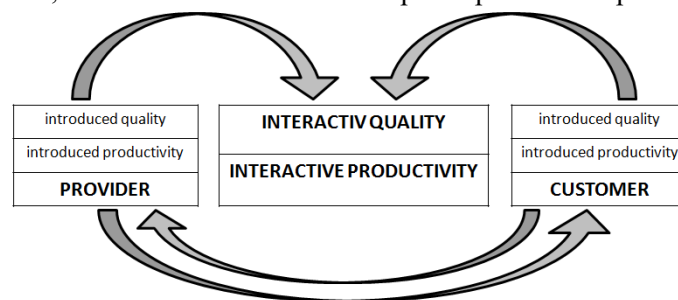 introduced quality
introduced productivity
PROVIDER
INTERACTIV QUALITY
INTERACTIVE PRODUCTIVITY
introduced quality
introduced productivity
CUSTOMER